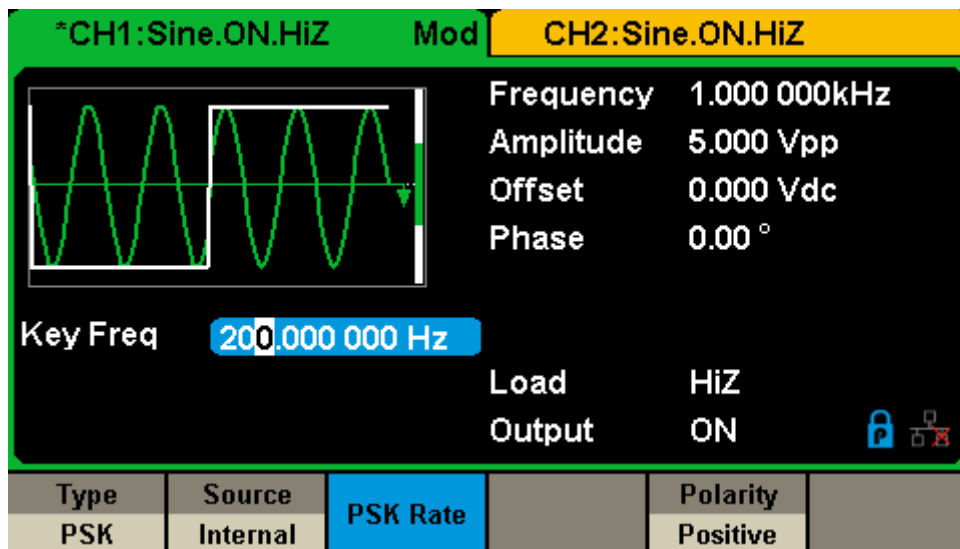 *CH1:Sine.ON.HiZ Mod CH2:Sine.ON.HiZ
Frequency 1.000 000kHz
Amplitude 5.000 Vpp
Offset 0.000 Vdc
Phase 0.00 °
Key Freq 200.000 000 Hz
Load HiZ
Output ON
P
Type Source PSK Rate Polarity
PSK Internal Positive